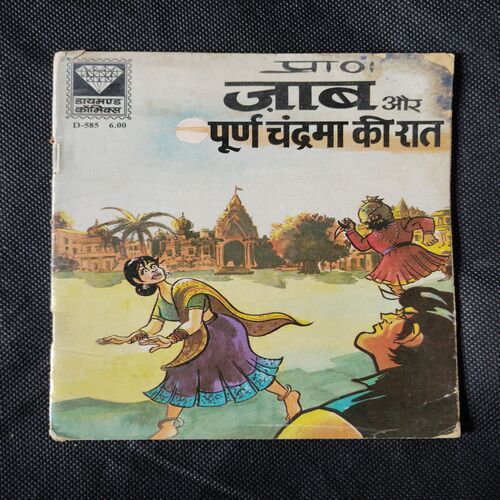 डायमण्ड
कॉमिक्स
D-585 6.00
प्राण
ज़ाब और
पूर्ण चंद्रमा की रात